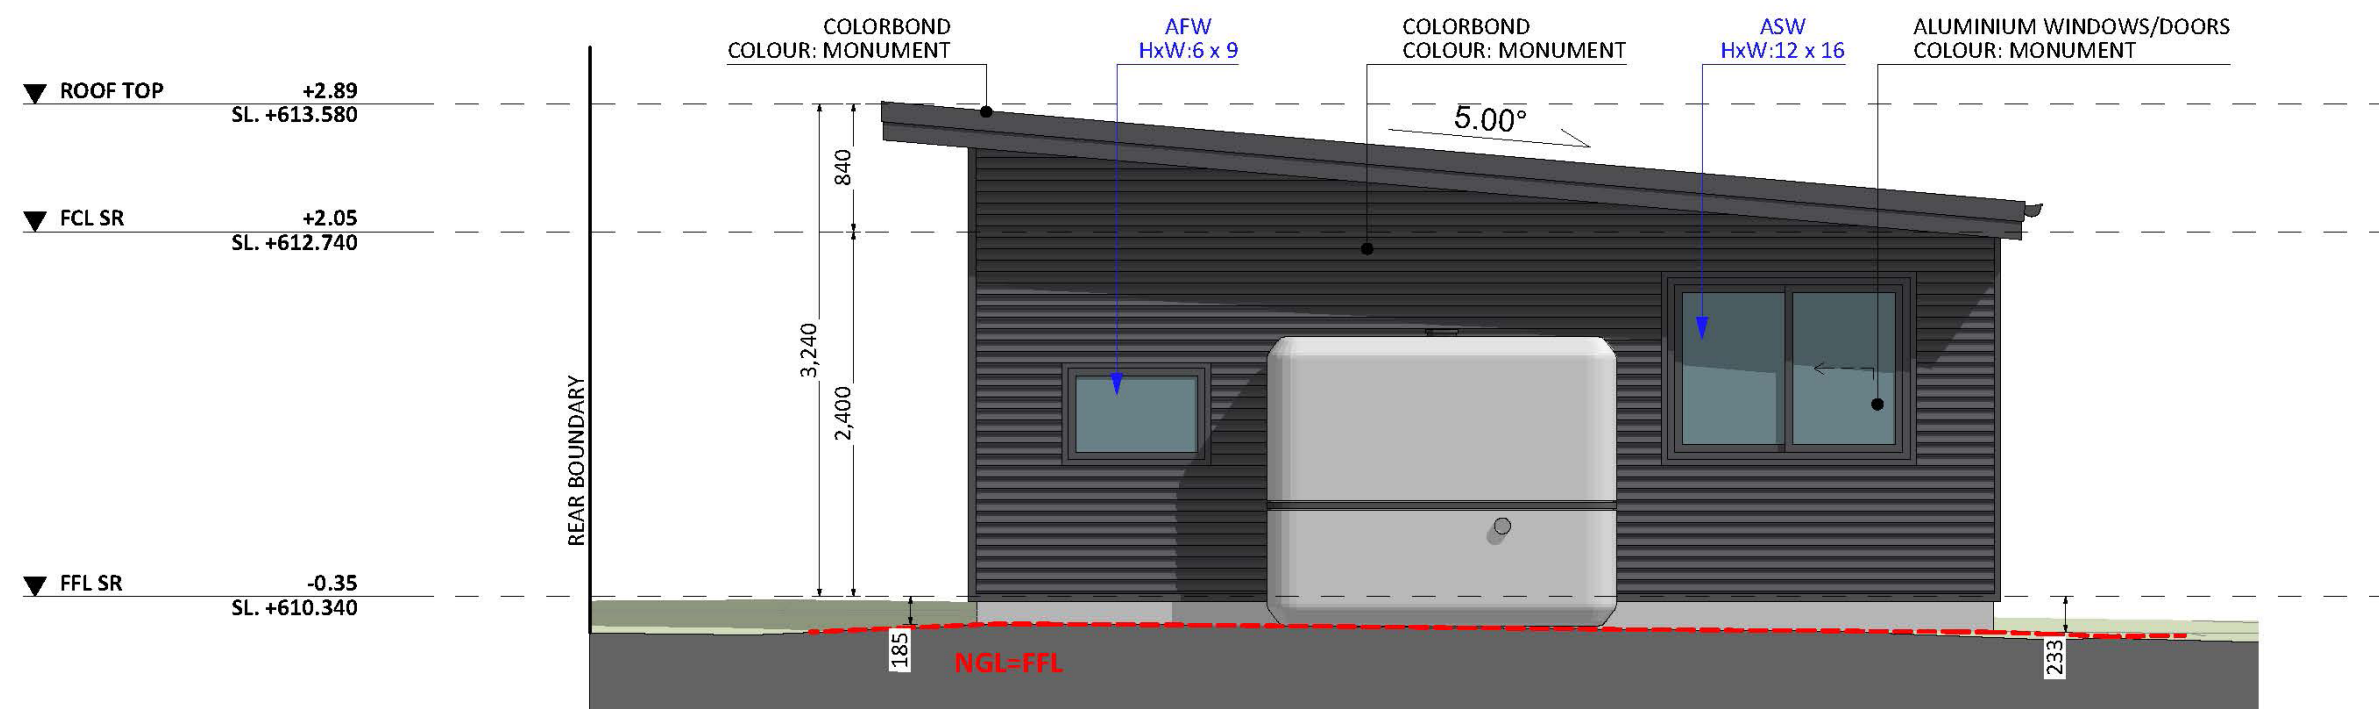 COLORBOND
COLOUR: MONUMENT
AFW
HxW:6 x 9
COLORBOND
COLOUR: MONUMENT
ASW
HxW:12 x 16
ALUMINIUM WINDOWS/DOORS
COLOUR: MONUMENT
ROOF TOP +2.89
SL. +613.580
5.00°
840
FCL SR +2.05
SL. +612.740
3,240
2,400
REAR BOUNDARY
FFL SR -0.35
SL. +610.340
185
NGL=FFL
233